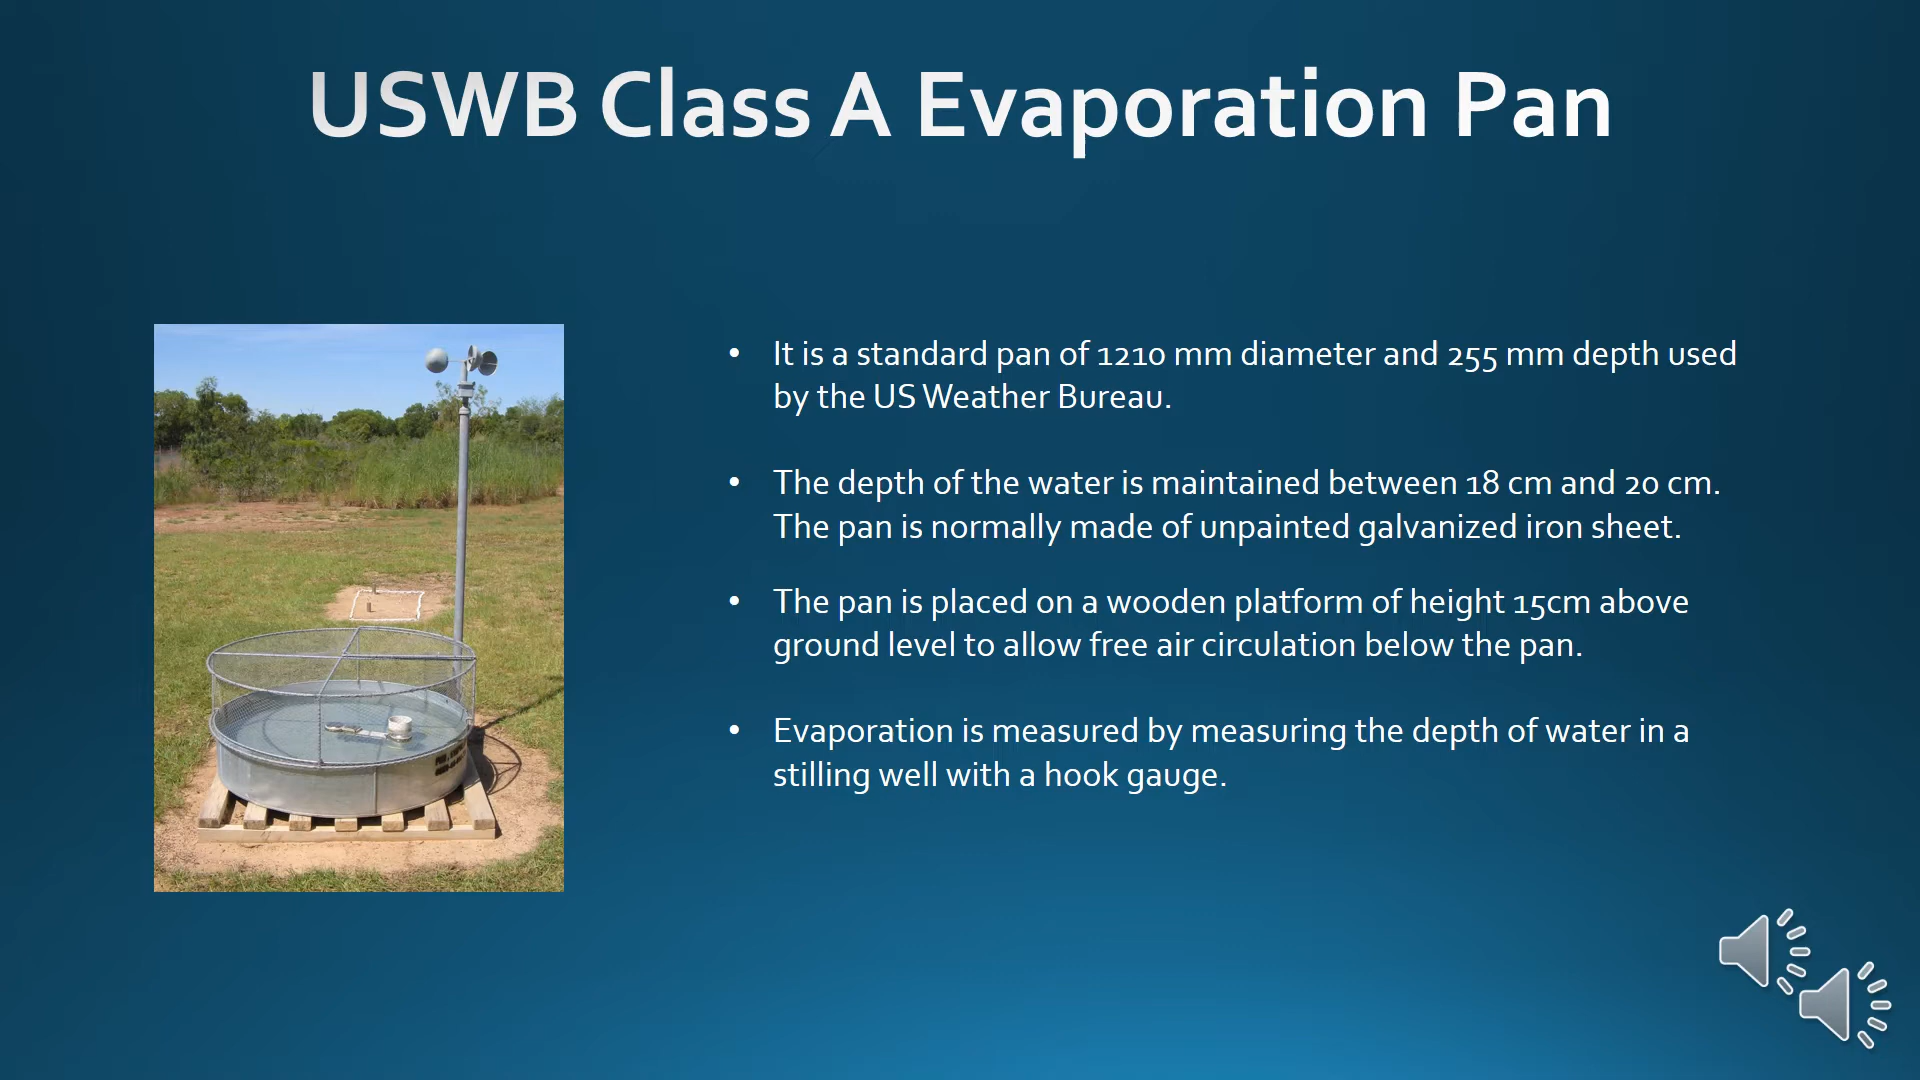 USWB Class A Evaporation Pan
• It is a standard pan of 1210 mm diameter and 255 mm depth used
by the US Weather Bureau.
• The depth of the water is maintained between 18 cm and 20 cm.
The pan is normally made of unpainted galvanized iron sheet.
• The pan is placed on a wooden platform of height 15cm above
ground level to allow free air circulation below the pan.
• Evaporation is measured by measuring the depth of water in a
stilling well with a hook gauge.